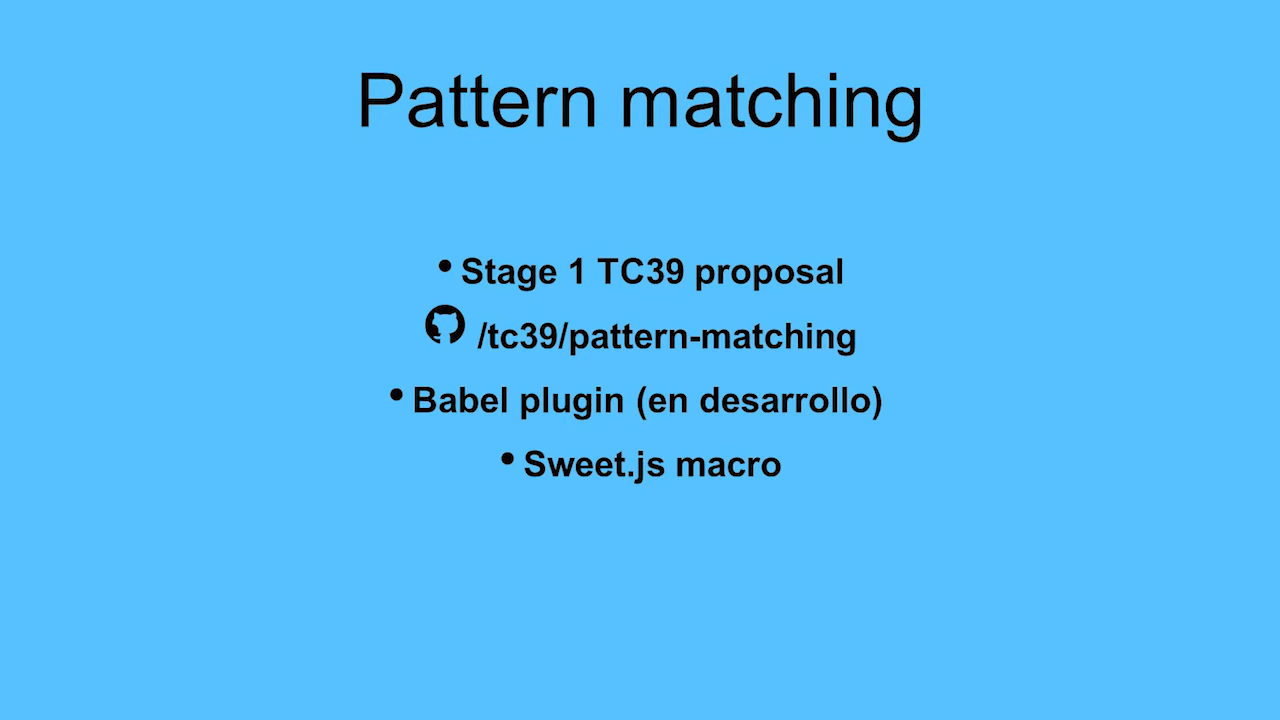 Pattern matching
• Stage 1 TC39 proposal
/tc39/pattern-matching
• Babel plugin (en desarrollo)
• Sweet.js macro